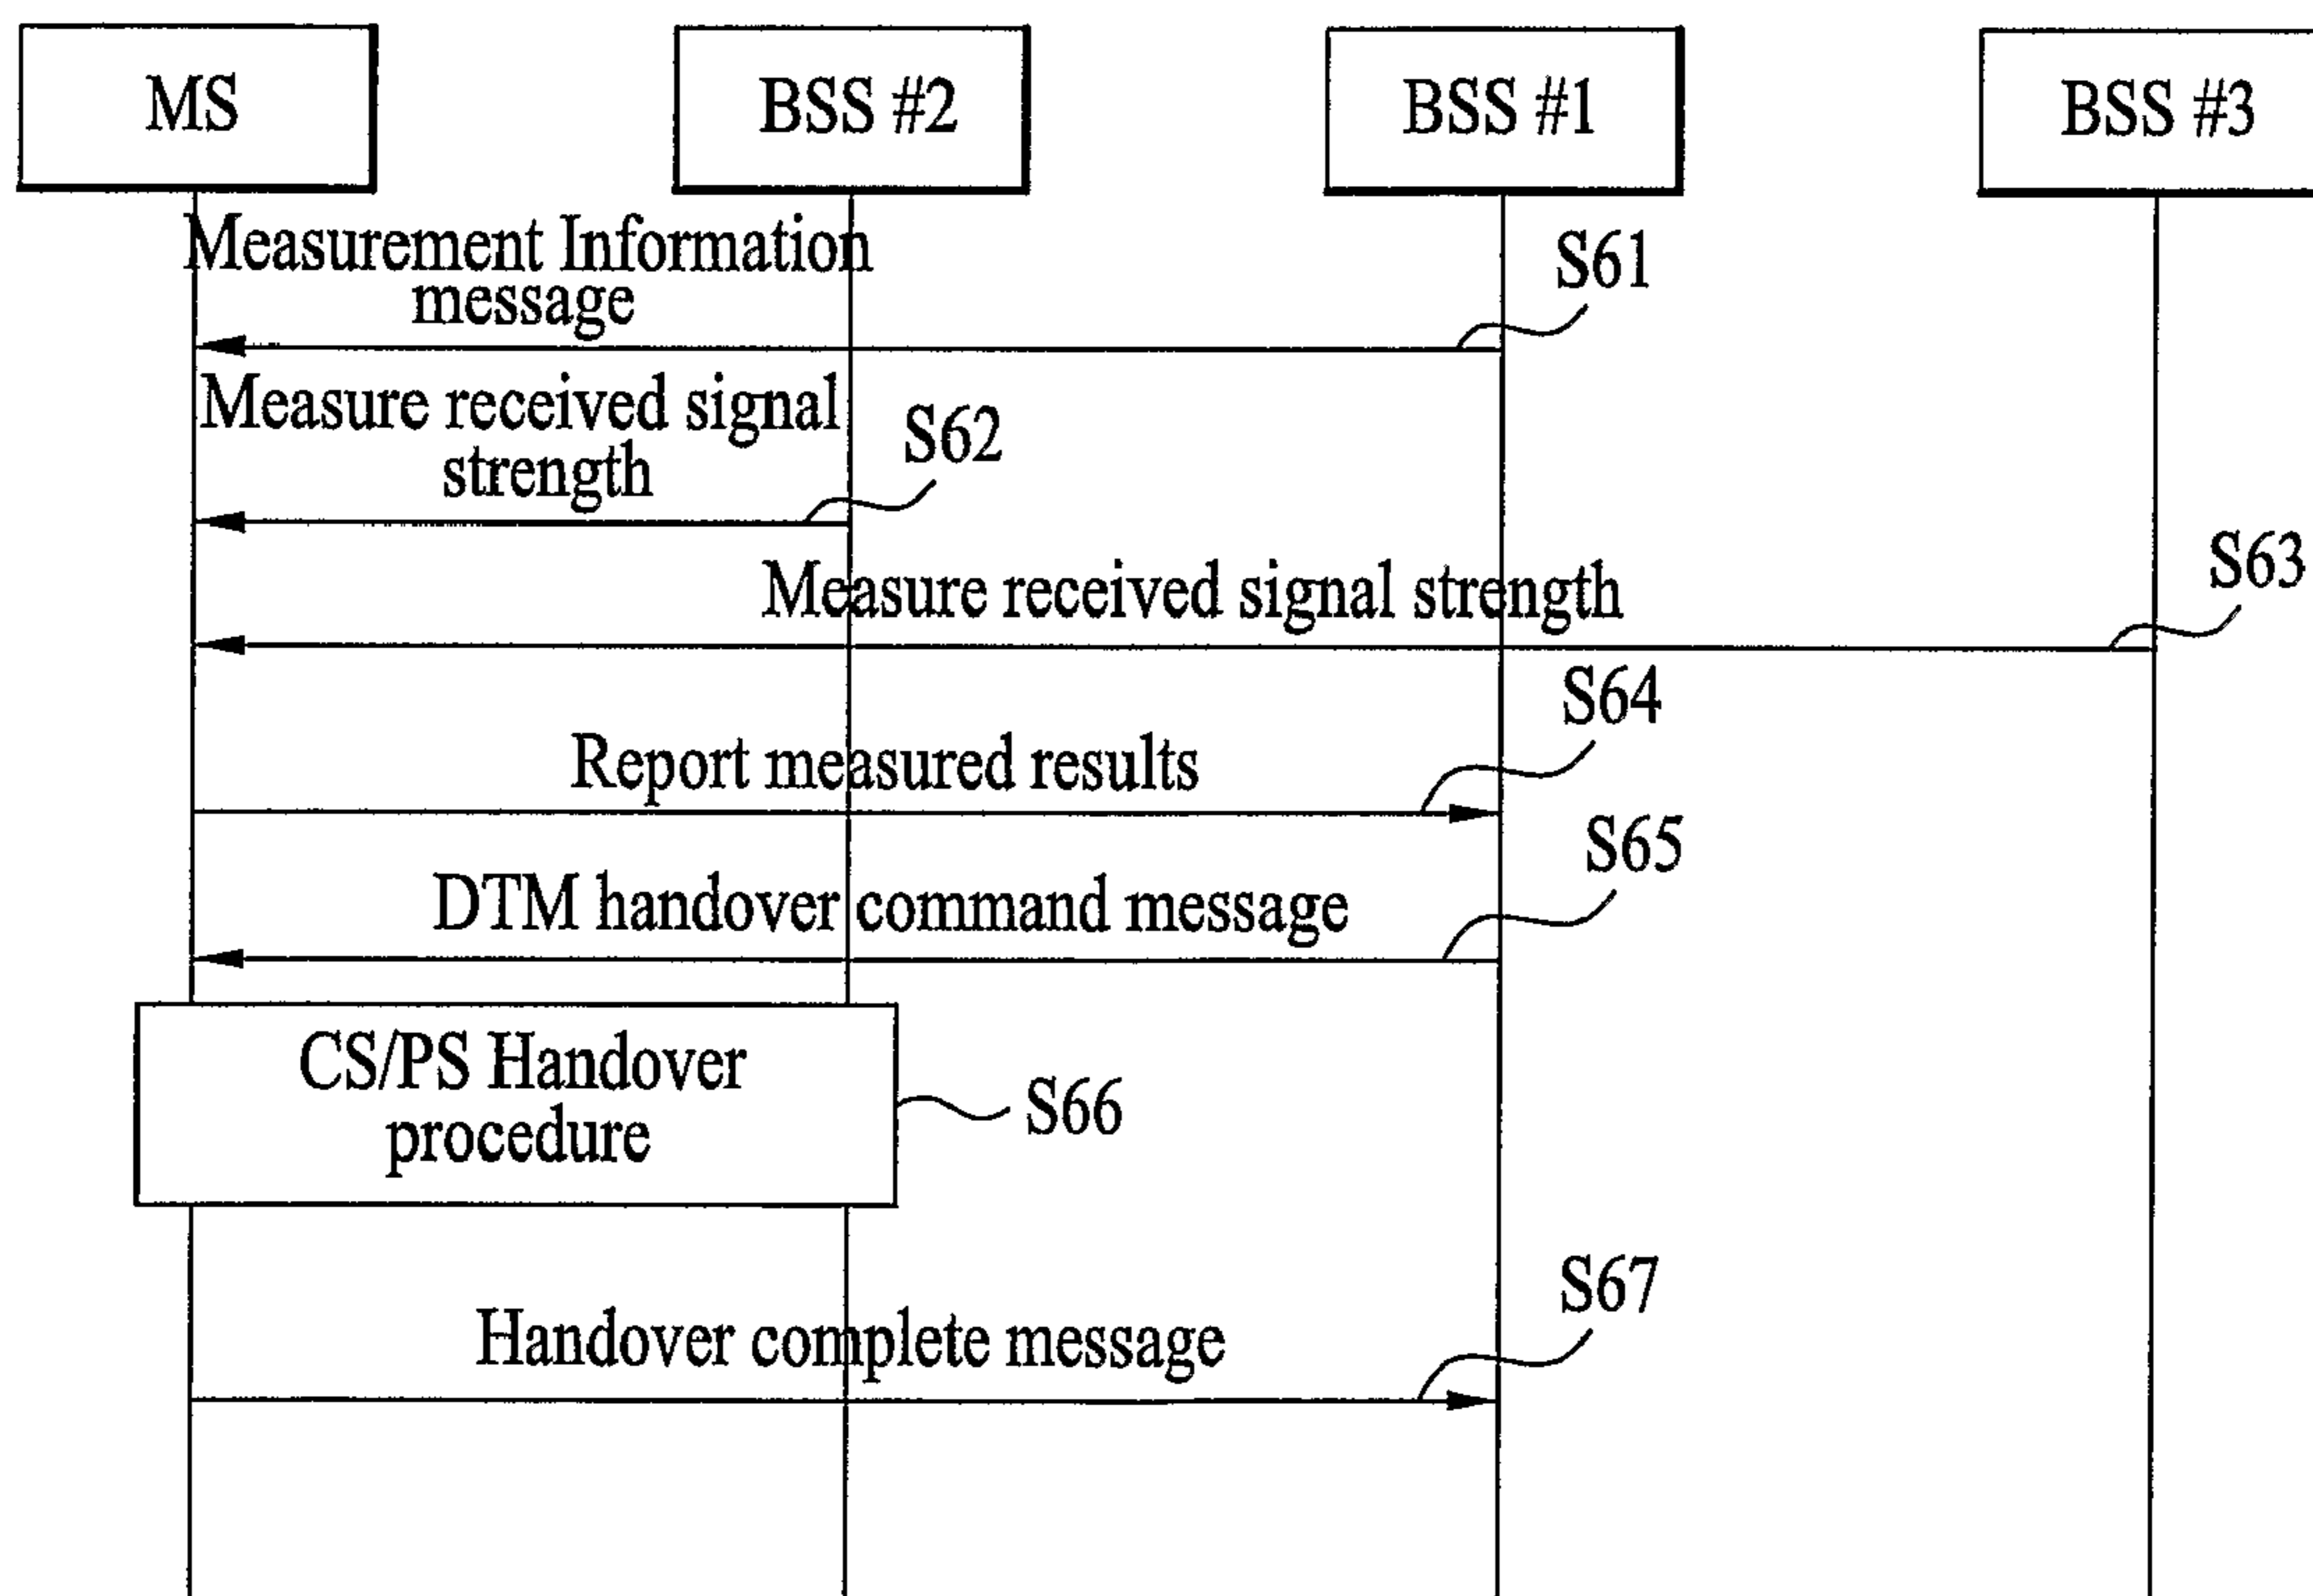 MS
BSS #2
BSS #1
BSS #3
Measurement Information
message
S61
Measure received signal
strength
S62
Measure received signal strength
S63
Report measured results
S64
DTM handover command message
S65
CS/PS Handover
procedure
S66
Handover complete message
S67